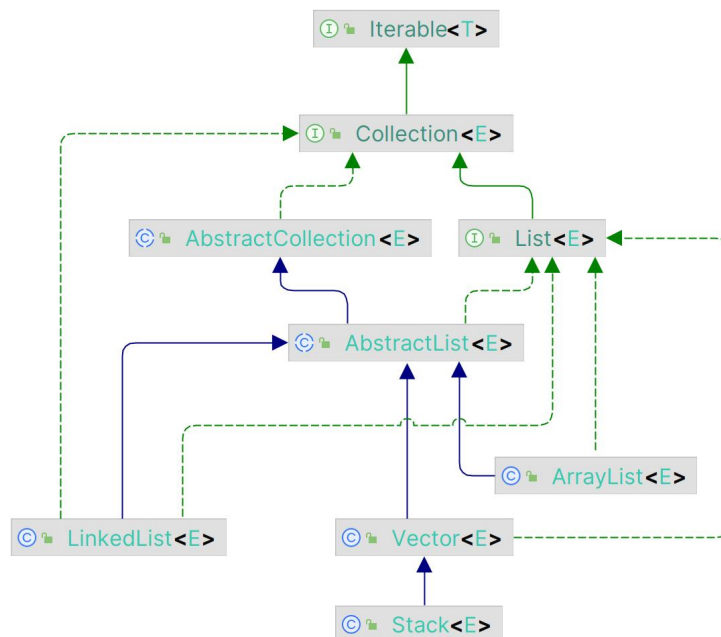 I Iterable<T>
I Collection<E>
C AbstractCollection<E>
I List<E>
C AbstractList<E>
C ArrayList<E>
C LinkedList<E>
C Vector<E>
C Stack<E>